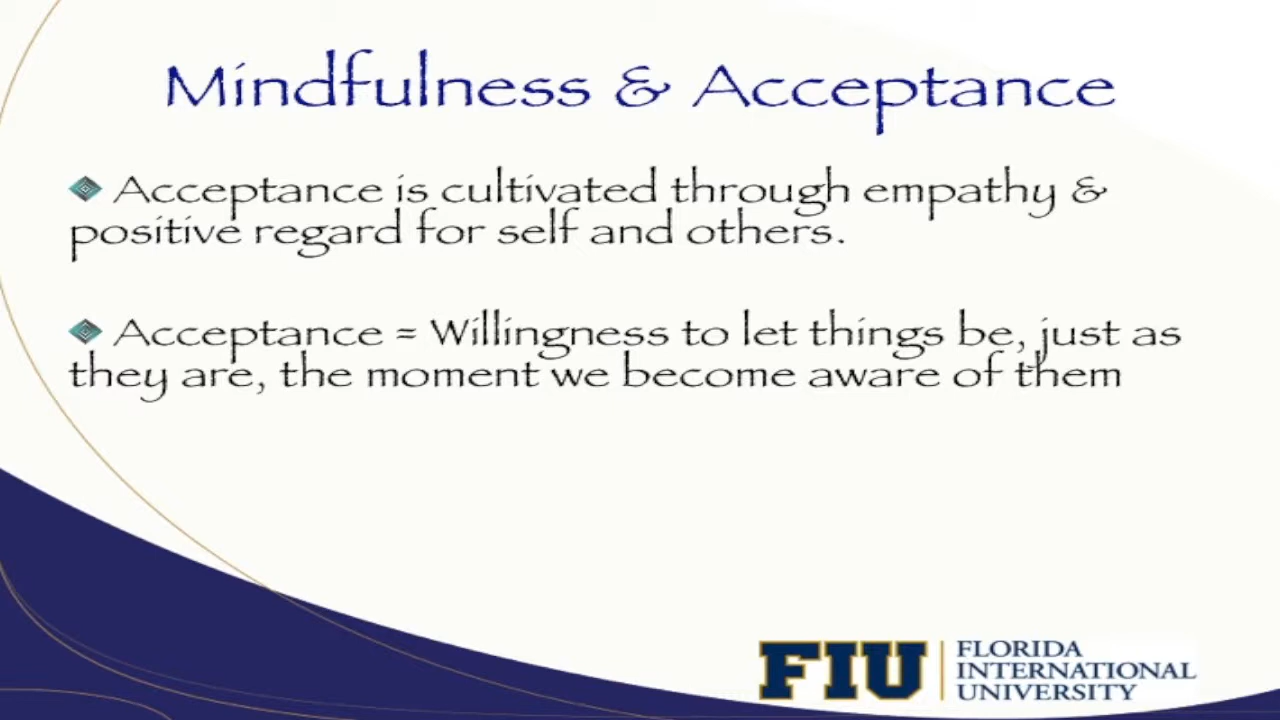 Mindfulness & Acceptance
Acceptance is cultivated through empathy &
positive regard for self and others.
Acceptance = Willingness to let things be, just as
they are, the moment we become aware of them
FIU
FLORIDA
INTERNATIONAL
UNIVERSITY